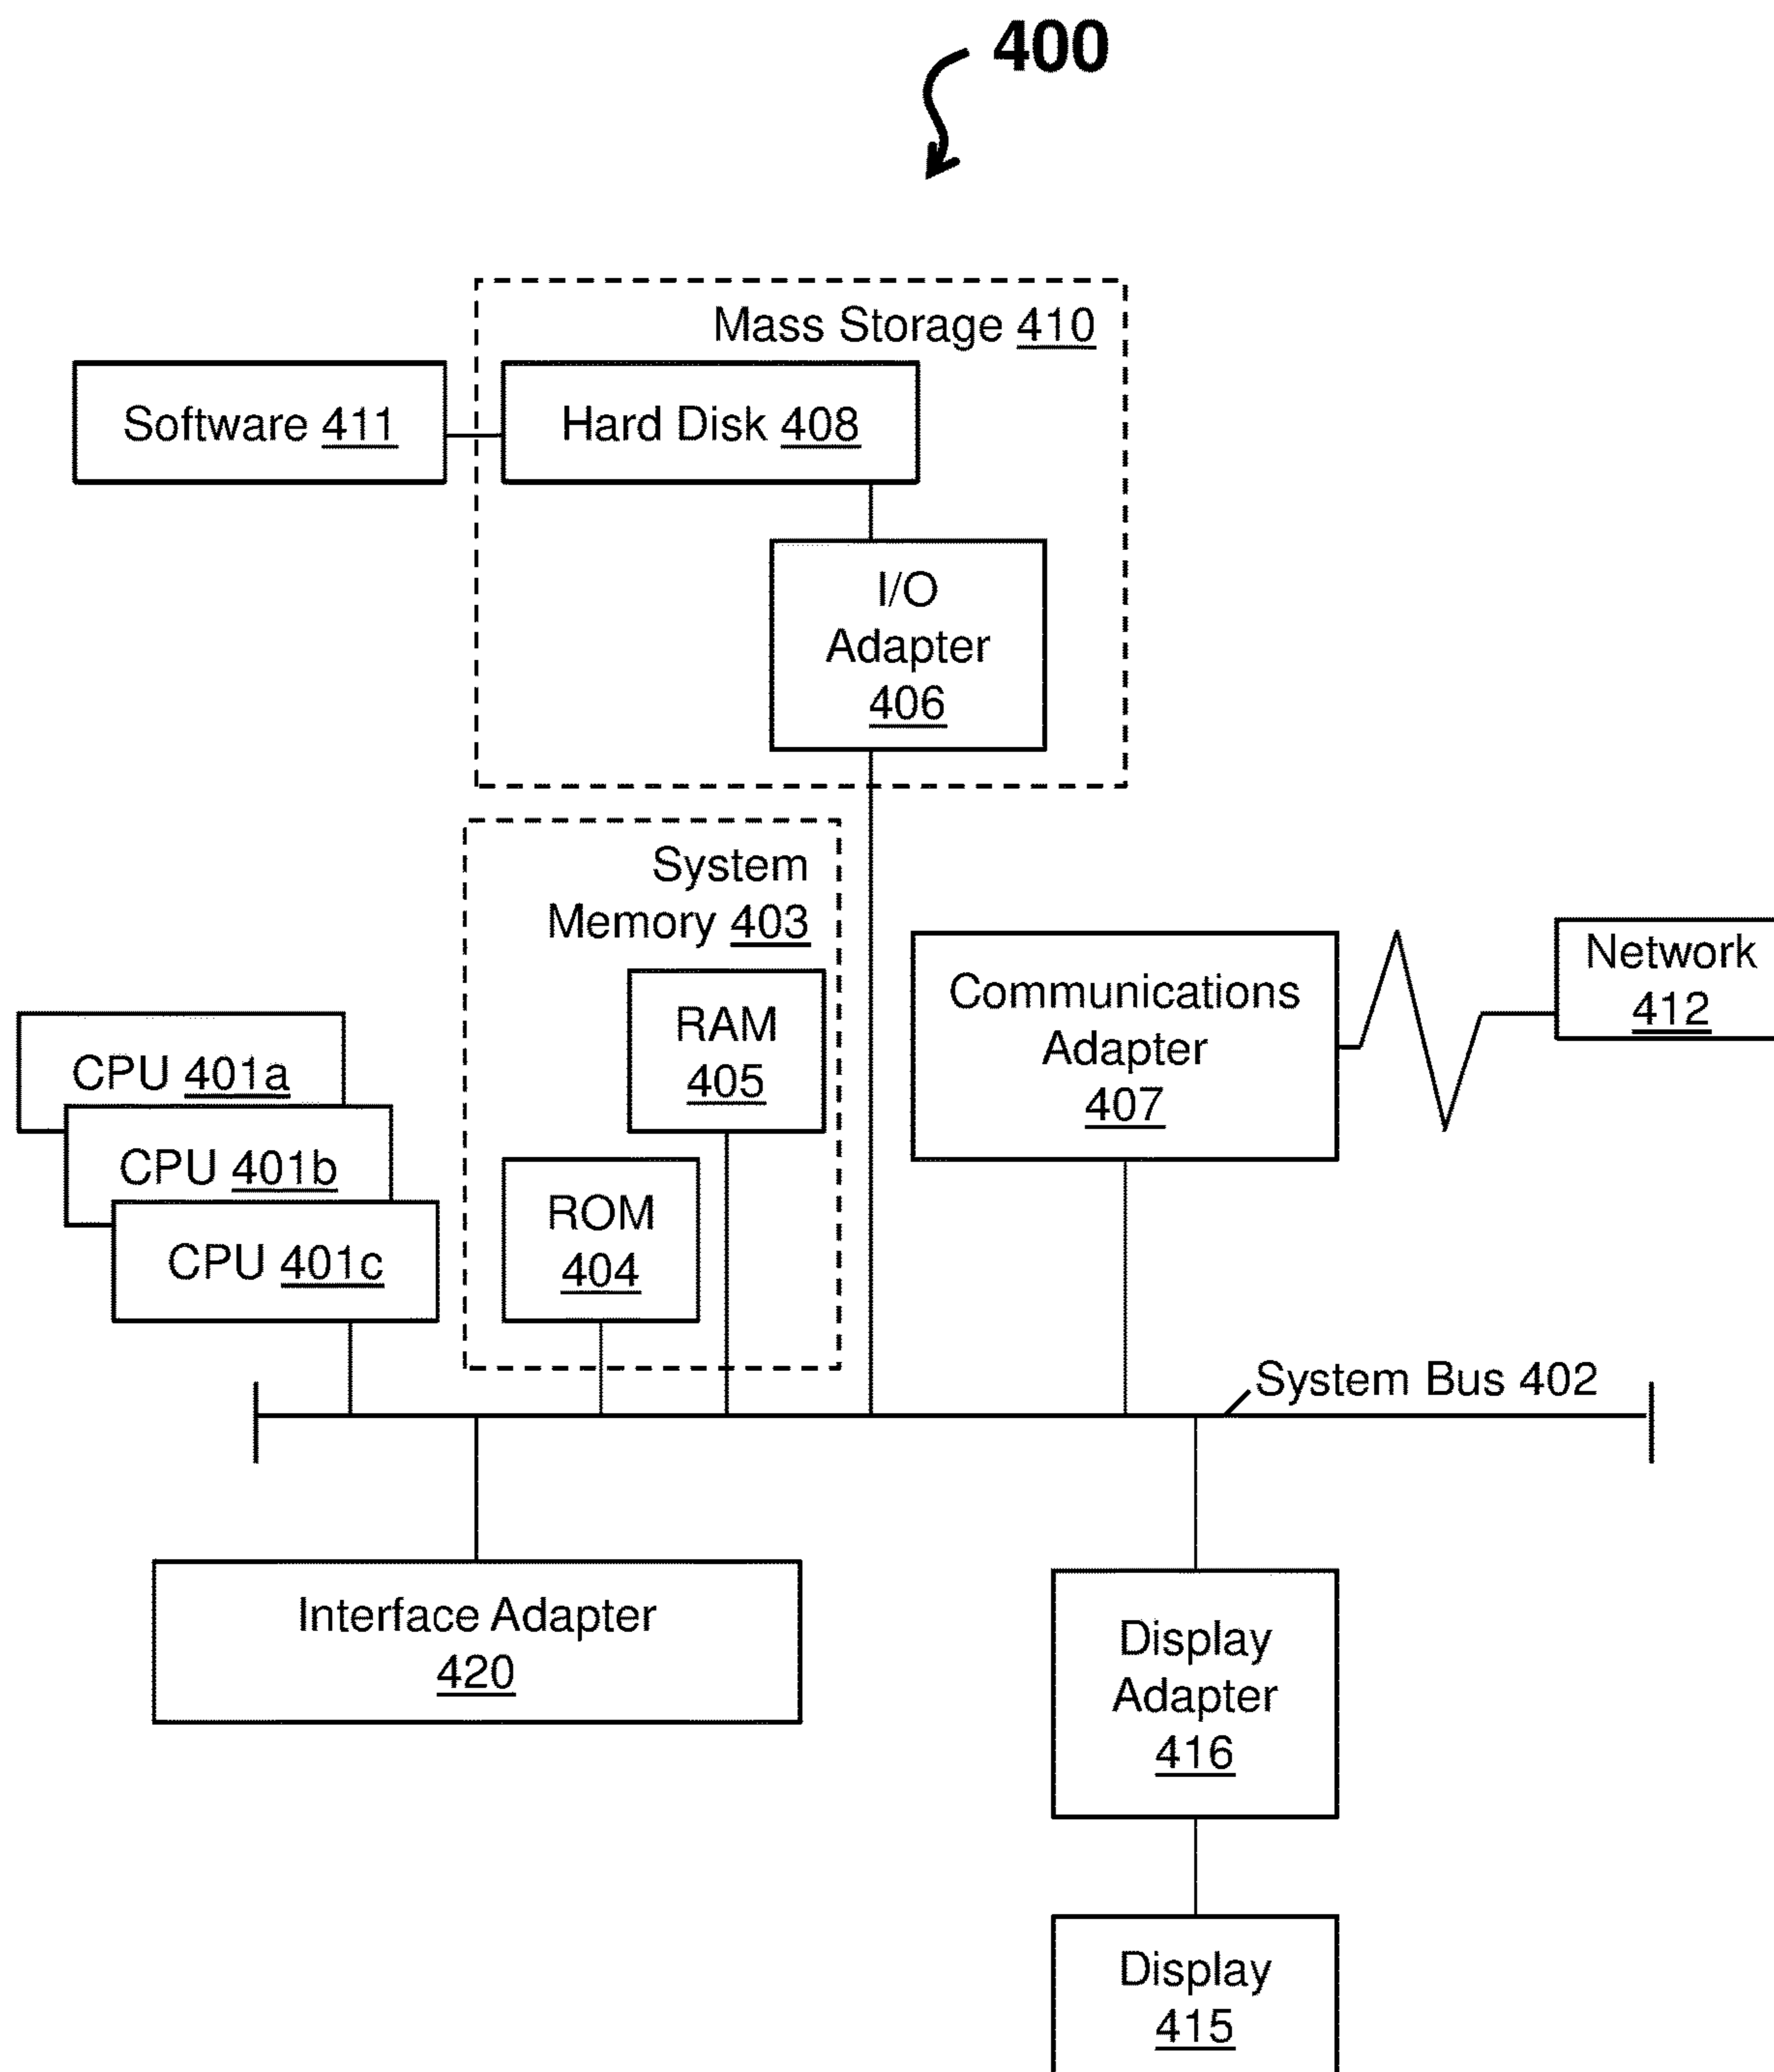 400
Mass Storage 410
Software 411
Hard Disk 408
I/O
Adapter
406
System
Memory 403
RAM
405
ROM
404
Communications
Adapter
407
Network
412
CPU 401a
CPU 401b
CPU 401c
System Bus 402
Interface Adapter
420
Display
Adapter
416
Display
415